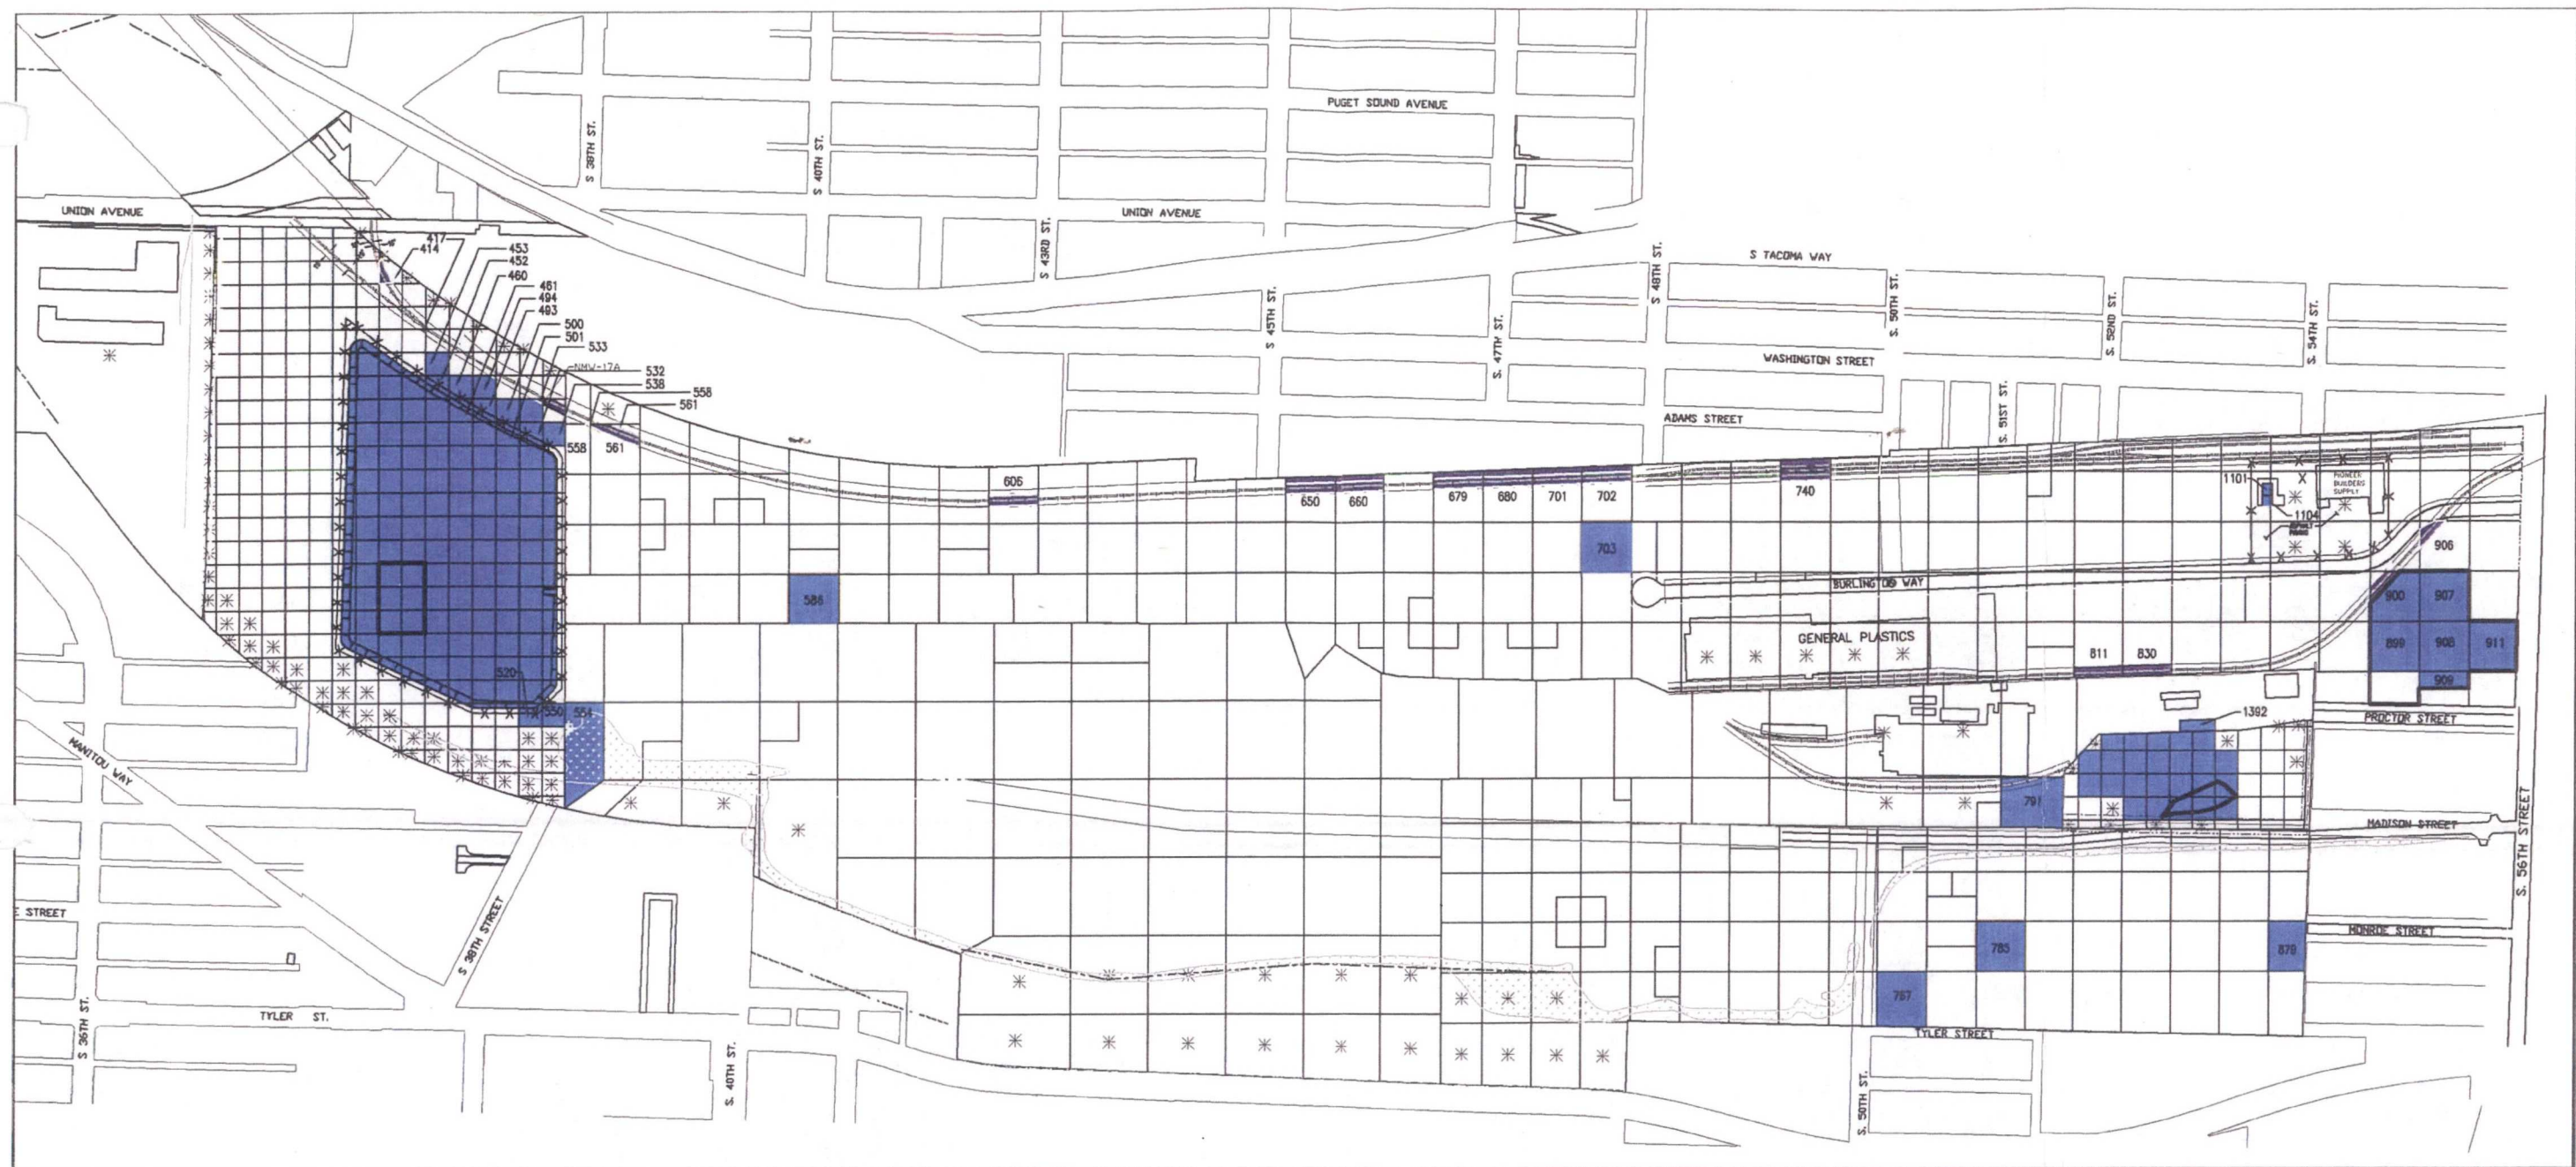 PUGET SOUND AVENUE
S 38TH ST.
S 40TH ST.
UNION AVENUE
UNION AVENUE
S 43RD ST.
S 45TH ST.
S. 47TH ST.
S 48TH ST.
S TACOMA WAY
S. 50TH ST.
S. 52ND ST.
S. 54TH ST.
WASHINGTON STREET
ADAMS STREET
S. 51ST ST.
417
414
453
452
460
461
494
493
500
501
533
NMW-17A
532
538
558
561
558
561
606
650
660
679
680
701
702
740
1101
PIONEER
BUILDERS
SUPPLY
1104
906
703
586
BURLINGTON WAY
900
907
GENERAL PLASTICS
899
908
911
811
830
909
520
550
554
1392
PROCTOR STREET
MANITOU WAY
791
MADISON STREET
S. 56TH STREET
S 38TH STREET
E STREET
785
879
MONROE STREET
787
S 36TH ST.
TYLER ST.
TYLER STREET
S. 40TH ST.
S. 50TH ST.